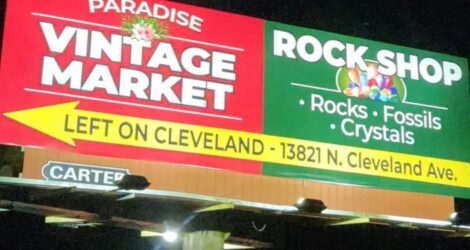 PARADISE
VINTAGE
MARKET
ROCK SHOP
· Rocks · Fossils
· Crystals
LEFT ON CLEVELAND - 13821 N. Cleveland Ave.
CARTER